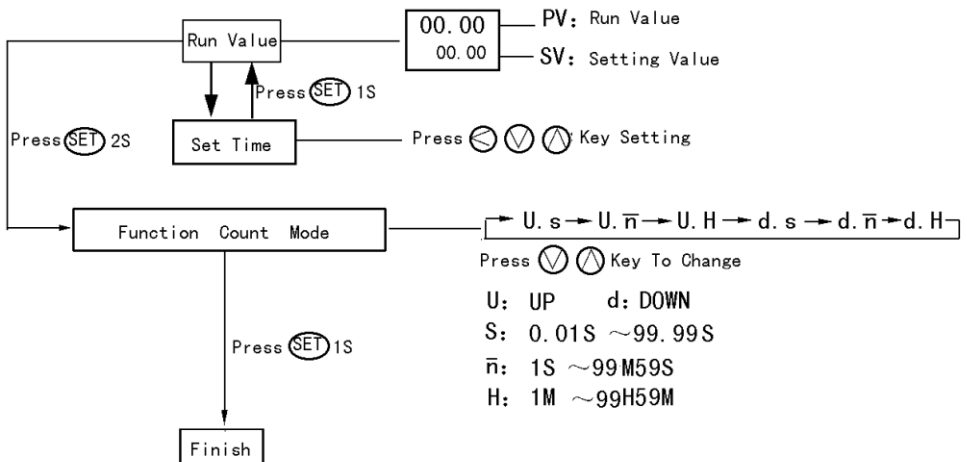 00.00
PV: Run Value
Run Value
00.00
SV: Setting Value
Press SET 1S
Press SET 2S
Set Time
Press < ∨ ∧ Key Setting
Function Count Mode
U.s → U.n̅ → U.H → d.s → d.n̅ → d.H
Press ∨ ∧ Key To Change
U: UP d: DOWN
S: 0.01S ~99.99S
n̅: 1S ~99M59S
H: 1M ~99H59M
Press SET 1S
Finish